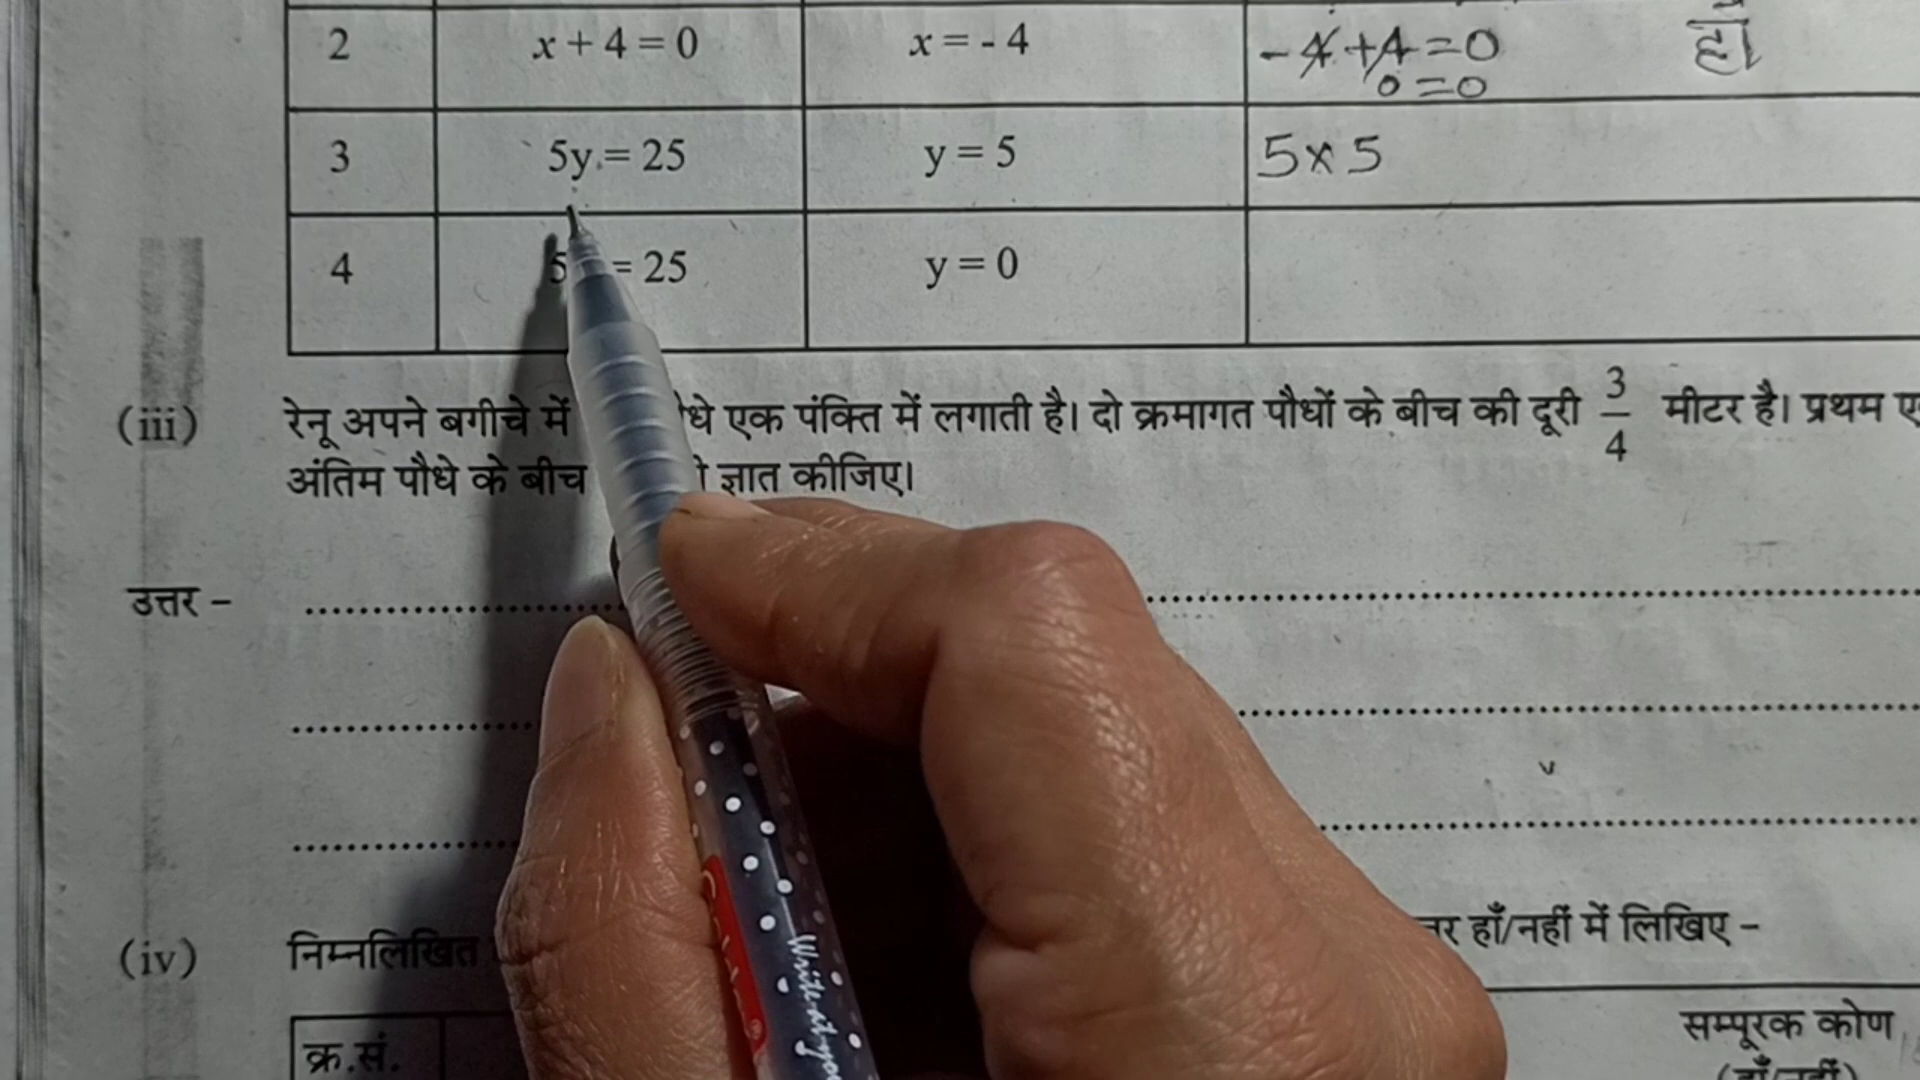 2 x + 4 = 0 x = - 4 - 4 + 4 = 0 हाँ
0 = 0
3 5y = 25 y = 5 5 × 5
4 = 25 y = 0
(iii) रेनू अपने बगीचे में एक पंक्ति में लगाती है। दो क्रमागत पौधों के बीच की दूरी 3/4 मीटर है। प्रथम
अंतिम पौधे के बीच ज्ञात कीजिए।
उत्तर –
(iv) निम्नलिखित हाँ/नहीं में लिखिए –
क्र.सं. सम्पूरक कोण
(हाँ/नहीं)